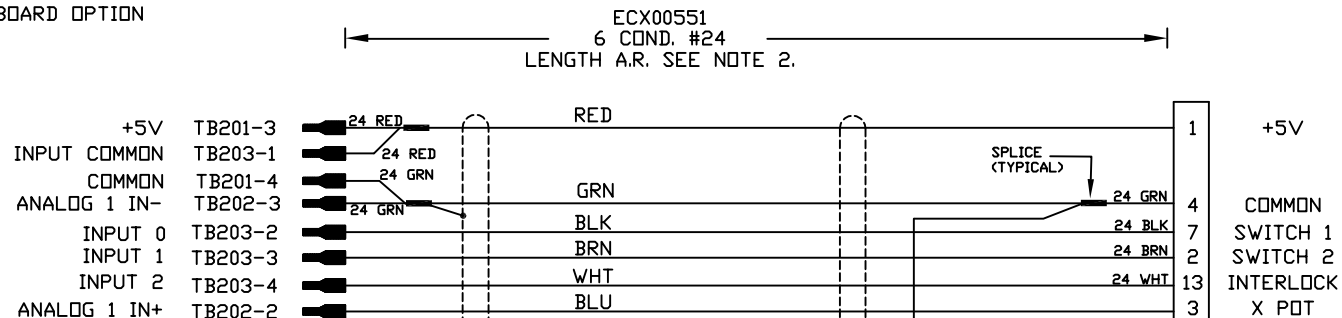 BOARD OPTION
ECX00551
6 COND. #24
LENGTH A.R. SEE NOTE 2.
+5V TB201-3 24 RED RED 1 +5V
INPUT COMMON TB203-1 24 RED
SPLICE
(TYPICAL)
COMMON TB201-4 24 GRN
ANALOG 1 IN- TB202-3 24 GRN GRN 24 GRN 4 COMMON
INPUT 0 TB203-2 BLK 24 BLK 7 SWITCH 1
INPUT 1 TB203-3 BRN 24 BRN 2 SWITCH 2
INPUT 2 TB203-4 WHT 24 WHT 13 INTERLOCK
ANALOG 1 IN+ TB202-2 BLU 3 X POT